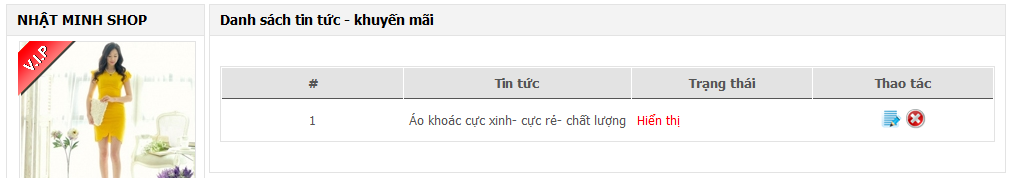 NHẬT MINH SHOP
V.I.P
Danh sách tin tức - khuyến mãi
# Tin tức Trạng thái Thao tác
1 Áo khoác cực xinh- cực rẻ- chất lượng Hiển thị